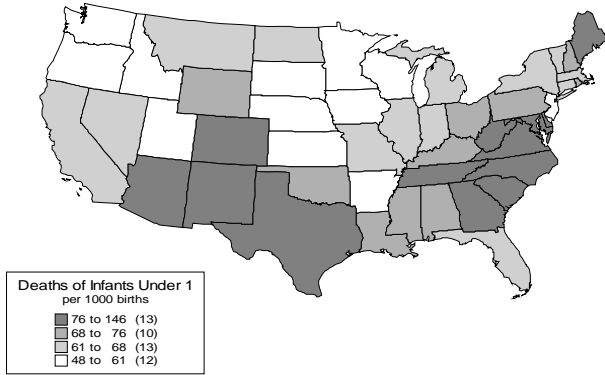 Deaths of Infants Under 1
per 1000 births
76 to 146 (13)
68 to 76 (10)
61 to 68 (13)
48 to 61 (12)